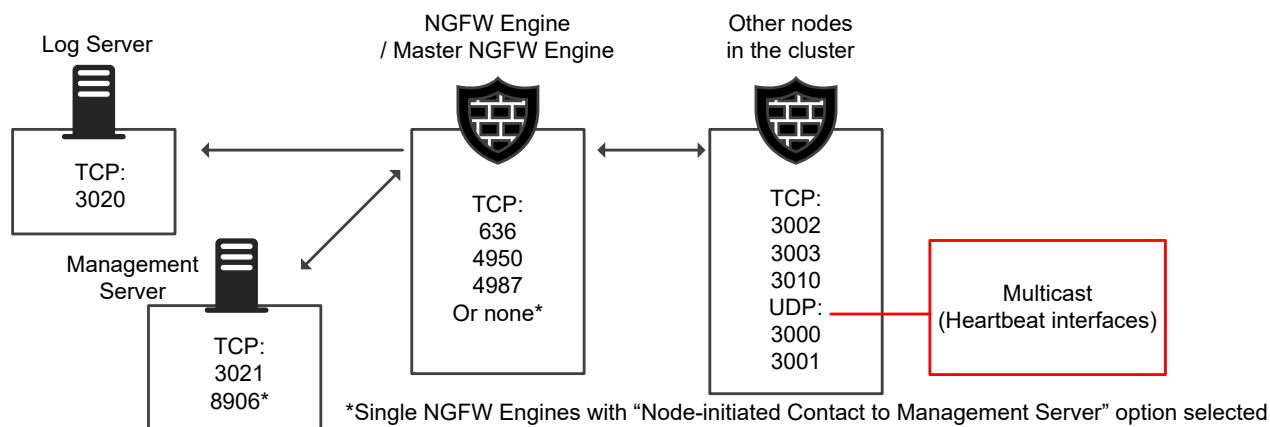 Log Server
TCP:
3020
Management
Server
TCP:
3021
8906*
NGFW Engine
/ Master NGFW Engine
TCP:
636
4950
4987
Or none*
Other nodes
in the cluster
TCP:
3002
3003
3010
UDP:
3000
3001
Multicast
(Heartbeat interfaces)
*Single NGFW Engines with “Node-initiated Contact to Management Server” option selected